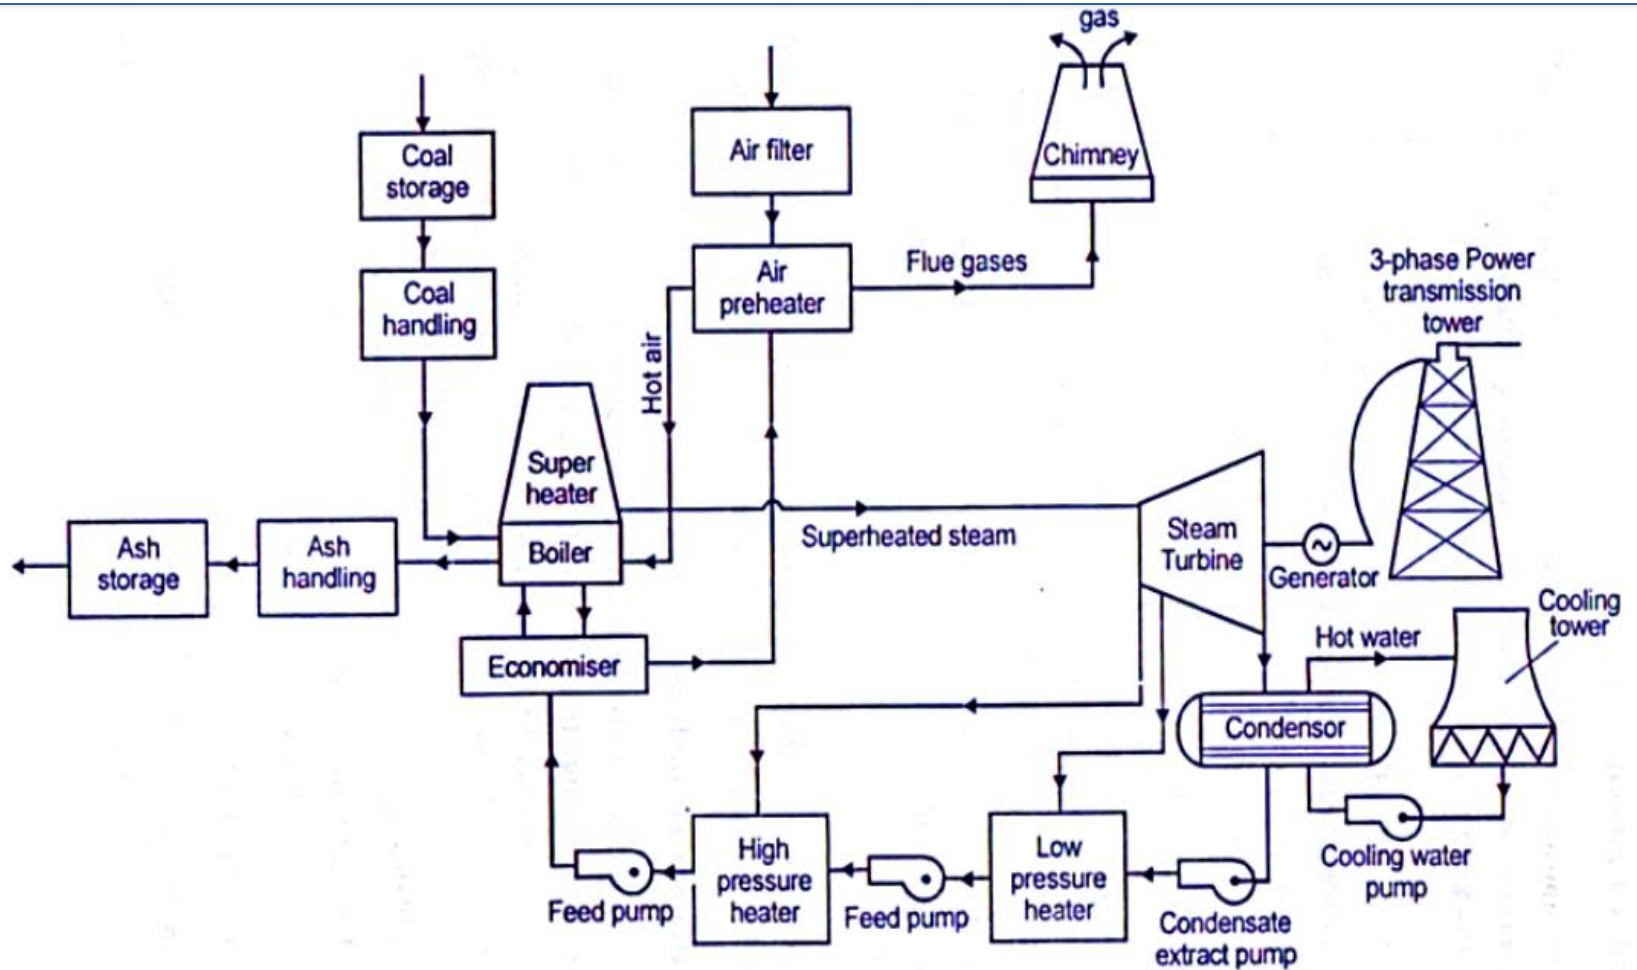 gas
Coal
storage
Air filter
Chimney
Coal
handling
Air
preheater
Flue gases
3-phase Power
transmission
tower
Hot air
Super
heater
Boiler
Superheated steam
Steam
Turbine
Generator
Ash
storage
Ash
handling
Economiser
Hot water
Cooling
tower
Condensor
High
pressure
heater
Low
pressure
heater
Feed pump
Feed pump
Condensate
extract pump
Cooling water
pump